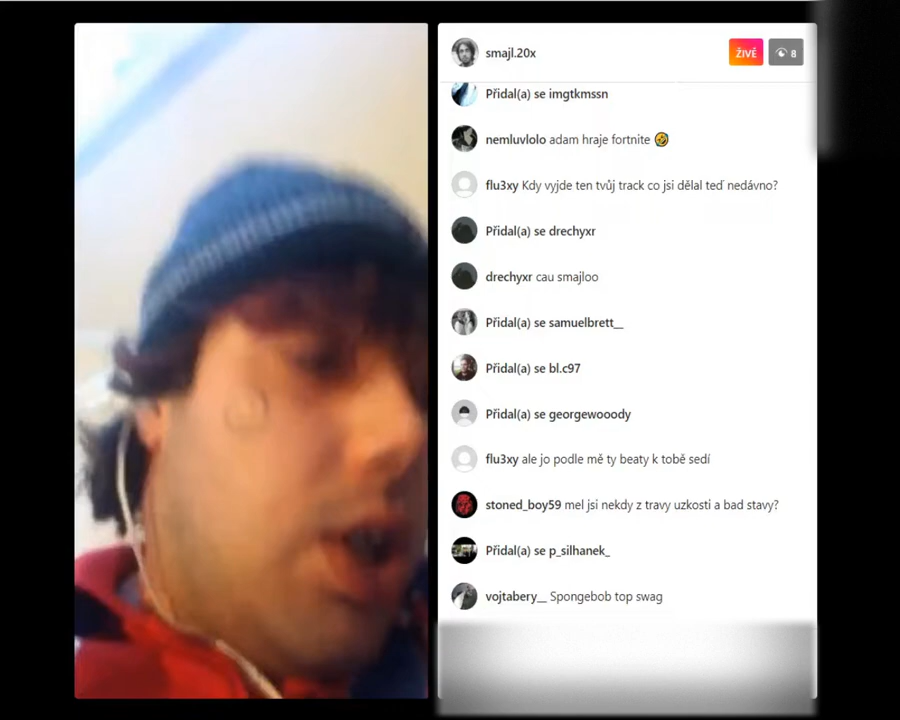 smajl.20x
ŽIVĚ
8
Přidal(a) se imgtkmssn
nemluvlolo adam hraje fortnite 🤣
flu3xy Kdy vyjde ten tvůj track co jsi dělal teď nedávno?
Přidal(a) se drechyxr
drechyxr cau smajloo
Přidal(a) se samuelbrett__
Přidal(a) se bl.c97
Přidal(a) se georgewooody
flu3xy ale jo podle mě ty beaty k tobě sedí
stoned_boy59 mel jsi nekdy z travy uzkosti a bad stavy?
Přidal(a) se p_silhanek_
vojtabery__ Spongebob top swag